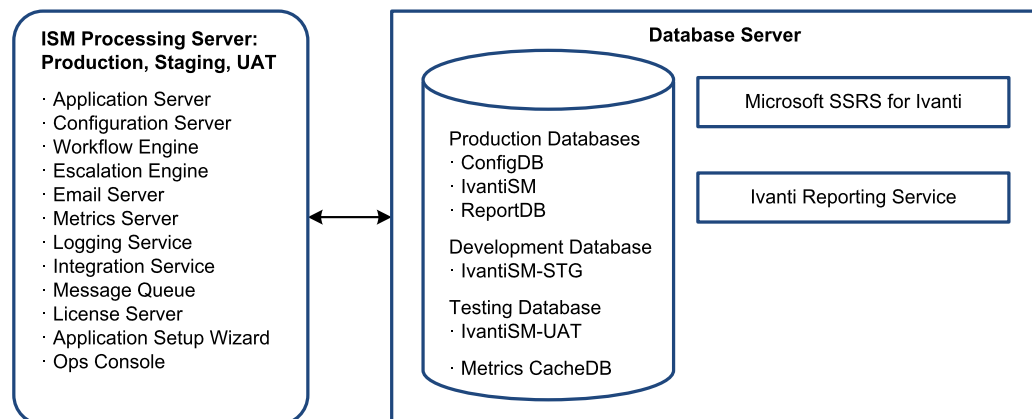 ISM Processing Server:
Production, Staging, UAT
· Application Server
· Configuration Server
· Workflow Engine
· Escalation Engine
· Email Server
· Metrics Server
· Logging Service
· Integration Service
· Message Queue
· License Server
· Application Setup Wizard
· Ops Console
Database Server
Production Databases
· ConfigDB
· IvantiSM
· ReportDB
Development Database
· IvantiSM-STG
Testing Database
· IvantiSM-UAT
· Metrics CacheDB
Microsoft SSRS for Ivanti
Ivanti Reporting Service